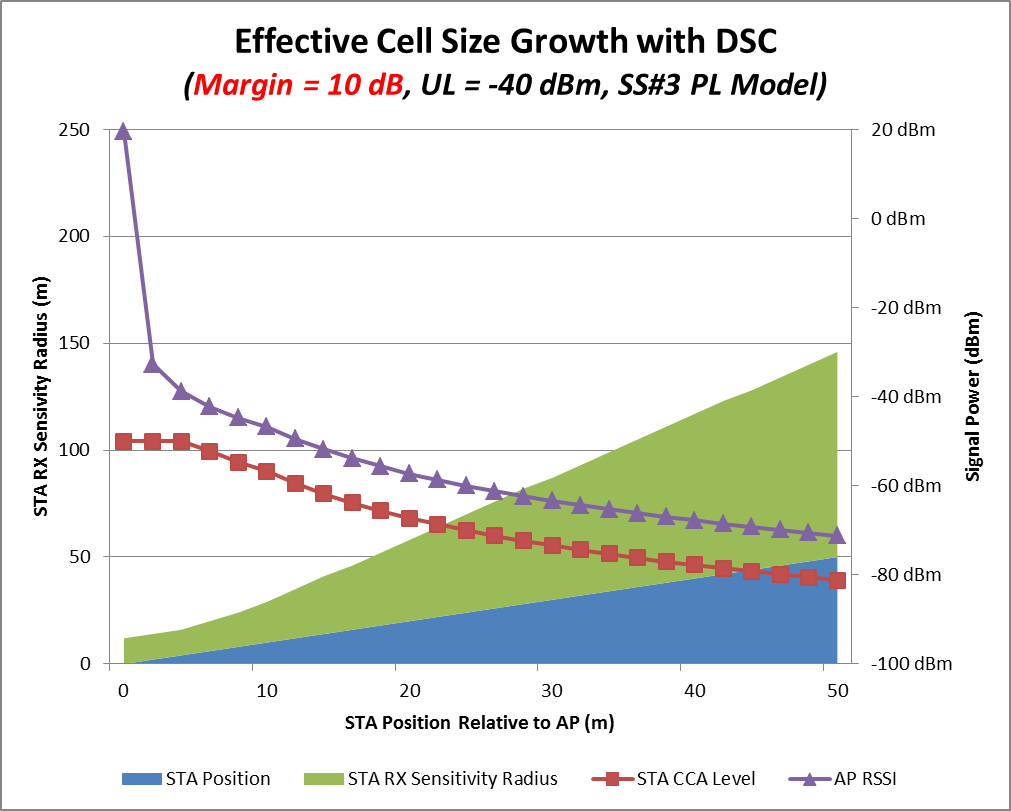 Effective Cell Size Growth with DSC
(Margin = 10 dB, UL = -40 dBm, SS#3 PL Model)
250
200
150
100
50
0
STA RX Sensivity Radius (m)
20 dBm
0 dBm
-20 dBm
-40 dBm
-60 dBm
-80 dBm
-100 dBm
Signal Power (dBm)
0 10 20 30 40 50
STA Position Relative to AP (m)
STA Position STA RX Sensitivity Radius STA CCA Level AP RSSI